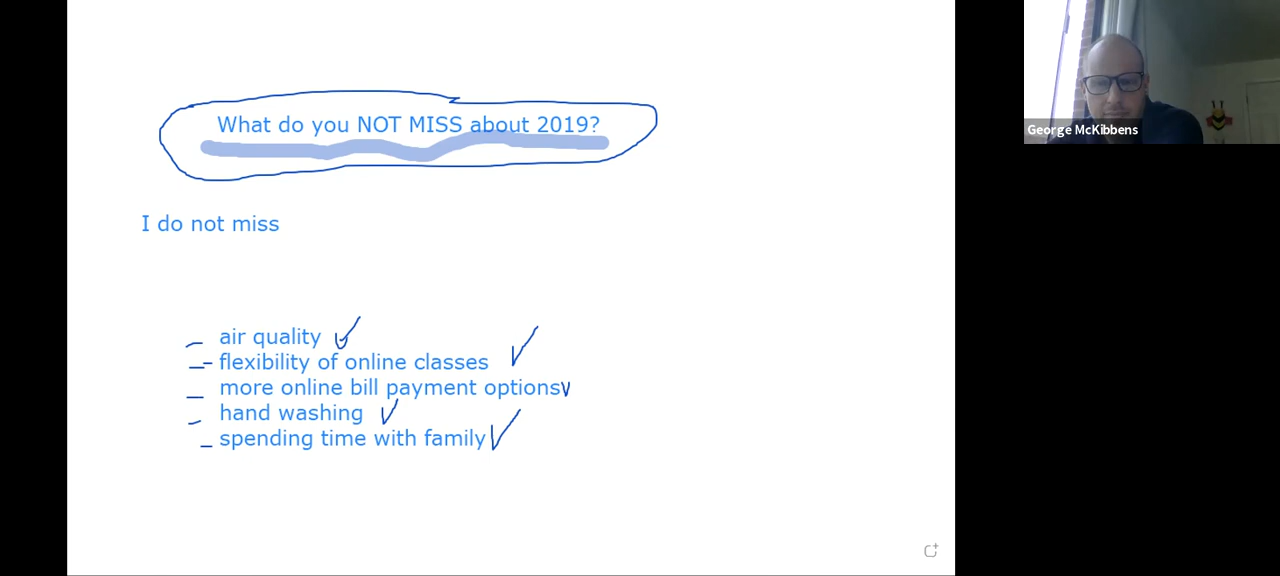 What do you NOT MISS about 2019?
George McKibbens
I do not miss
air quality
- flexibility of online classes
more online bill payment options
hand washing
spending time with family